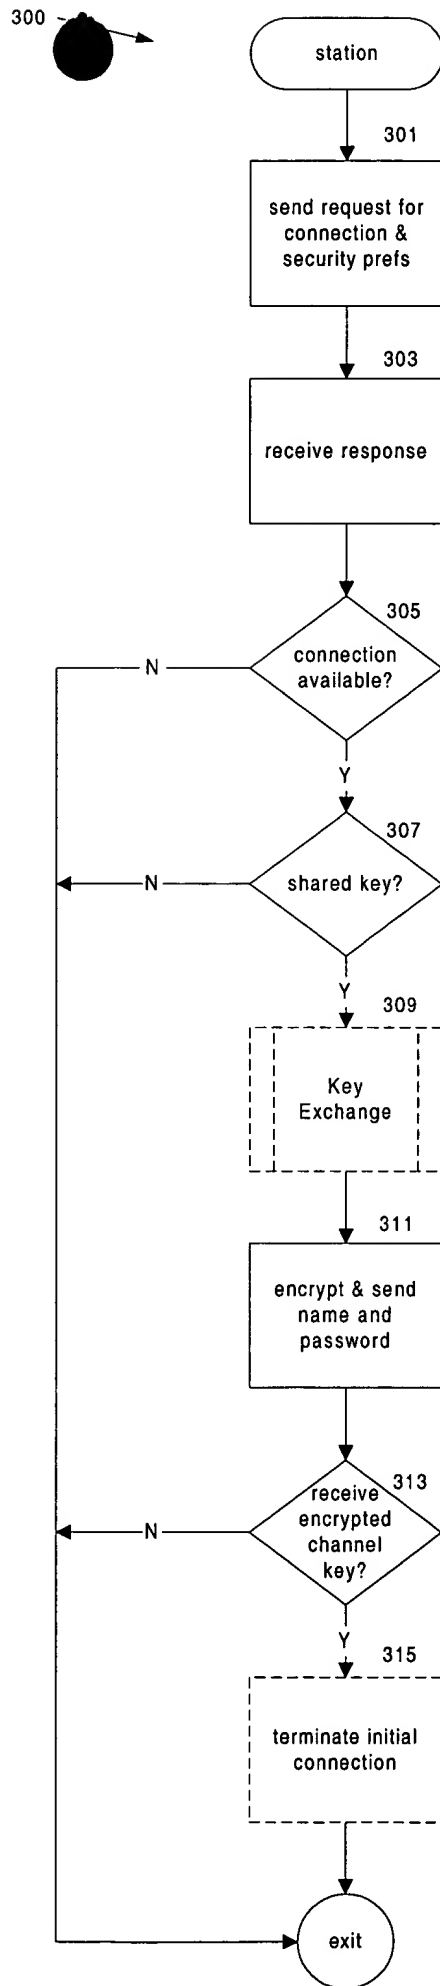 300
station
301
send request for
connection &
security prefs
303
receive response
305
connection
available?
N
Y
307
shared key?
N
Y
309
Key
Exchange
311
encrypt & send
name and
password
313
receive
encrypted
channel
key?
N
Y
315
terminate initial
connection
exit